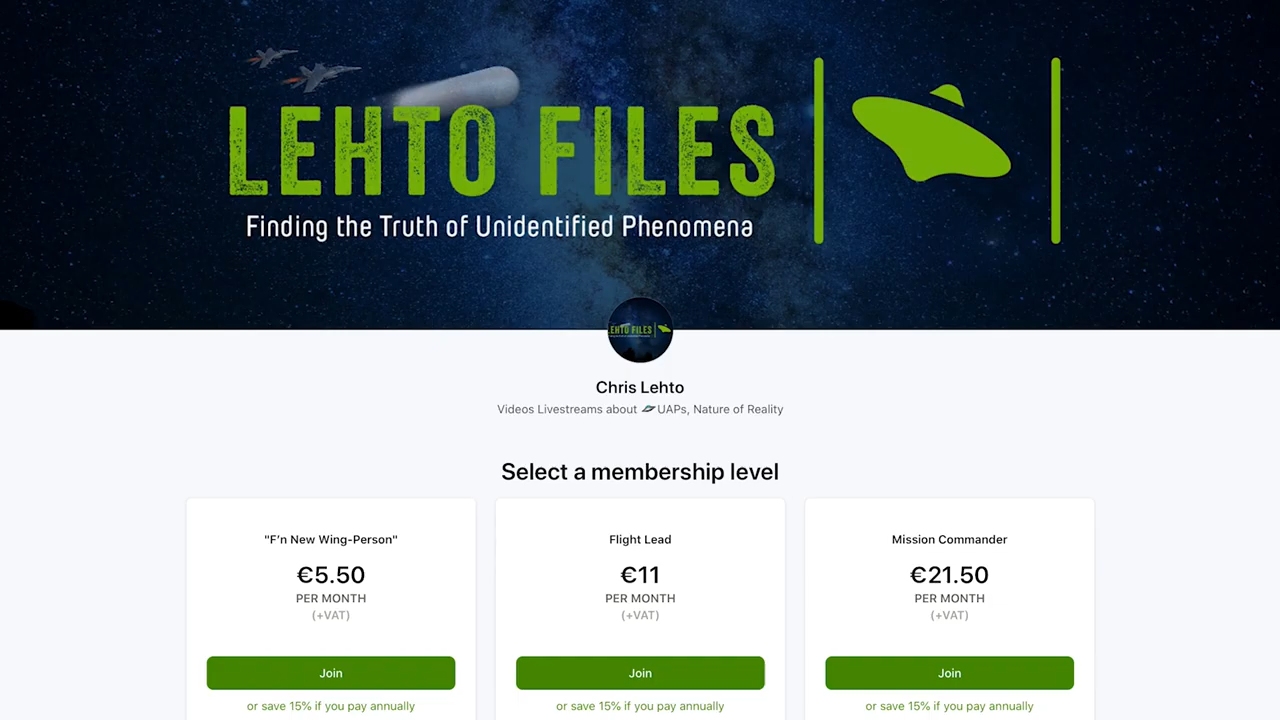 LEHTO FILES
Finding the Truth of Unidentified Phenomena
LEHTO FILES
Chris Lehto
Videos Livestreams about UAPs, Nature of Reality
Select a membership level
"F'n New Wing-Person"
€5.50
PER MONTH
(+VAT)
Join
or save 15% if you pay annually
Flight Lead
€11
PER MONTH
(+VAT)
Join
or save 15% if you pay annually
Mission Commander
€21.50
PER MONTH
(+VAT)
Join
or save 15% if you pay annually